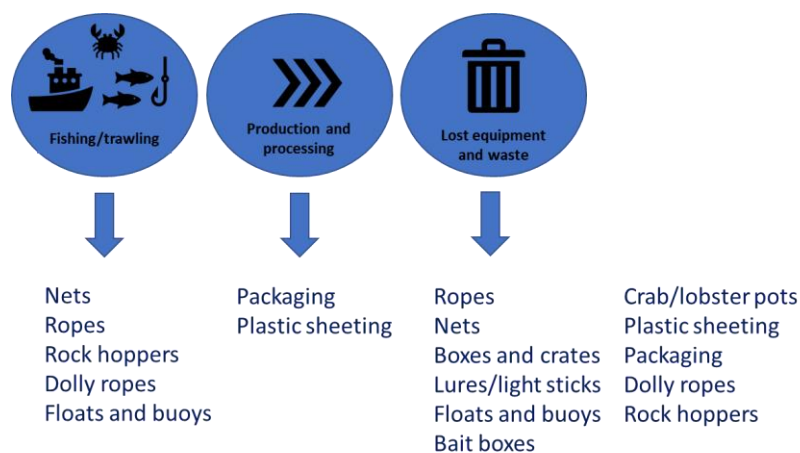 Fishing/trawling
Production and
processing
Lost equipment
and waste
Nets
Ropes
Rock hoppers
Dolly ropes
Floats and buoys
Packaging
Plastic sheeting
Ropes
Nets
Boxes and crates
Lures/light sticks
Floats and buoys
Bait boxes
Crab/lobster pots
Plastic sheeting
Packaging
Dolly ropes
Rock hoppers